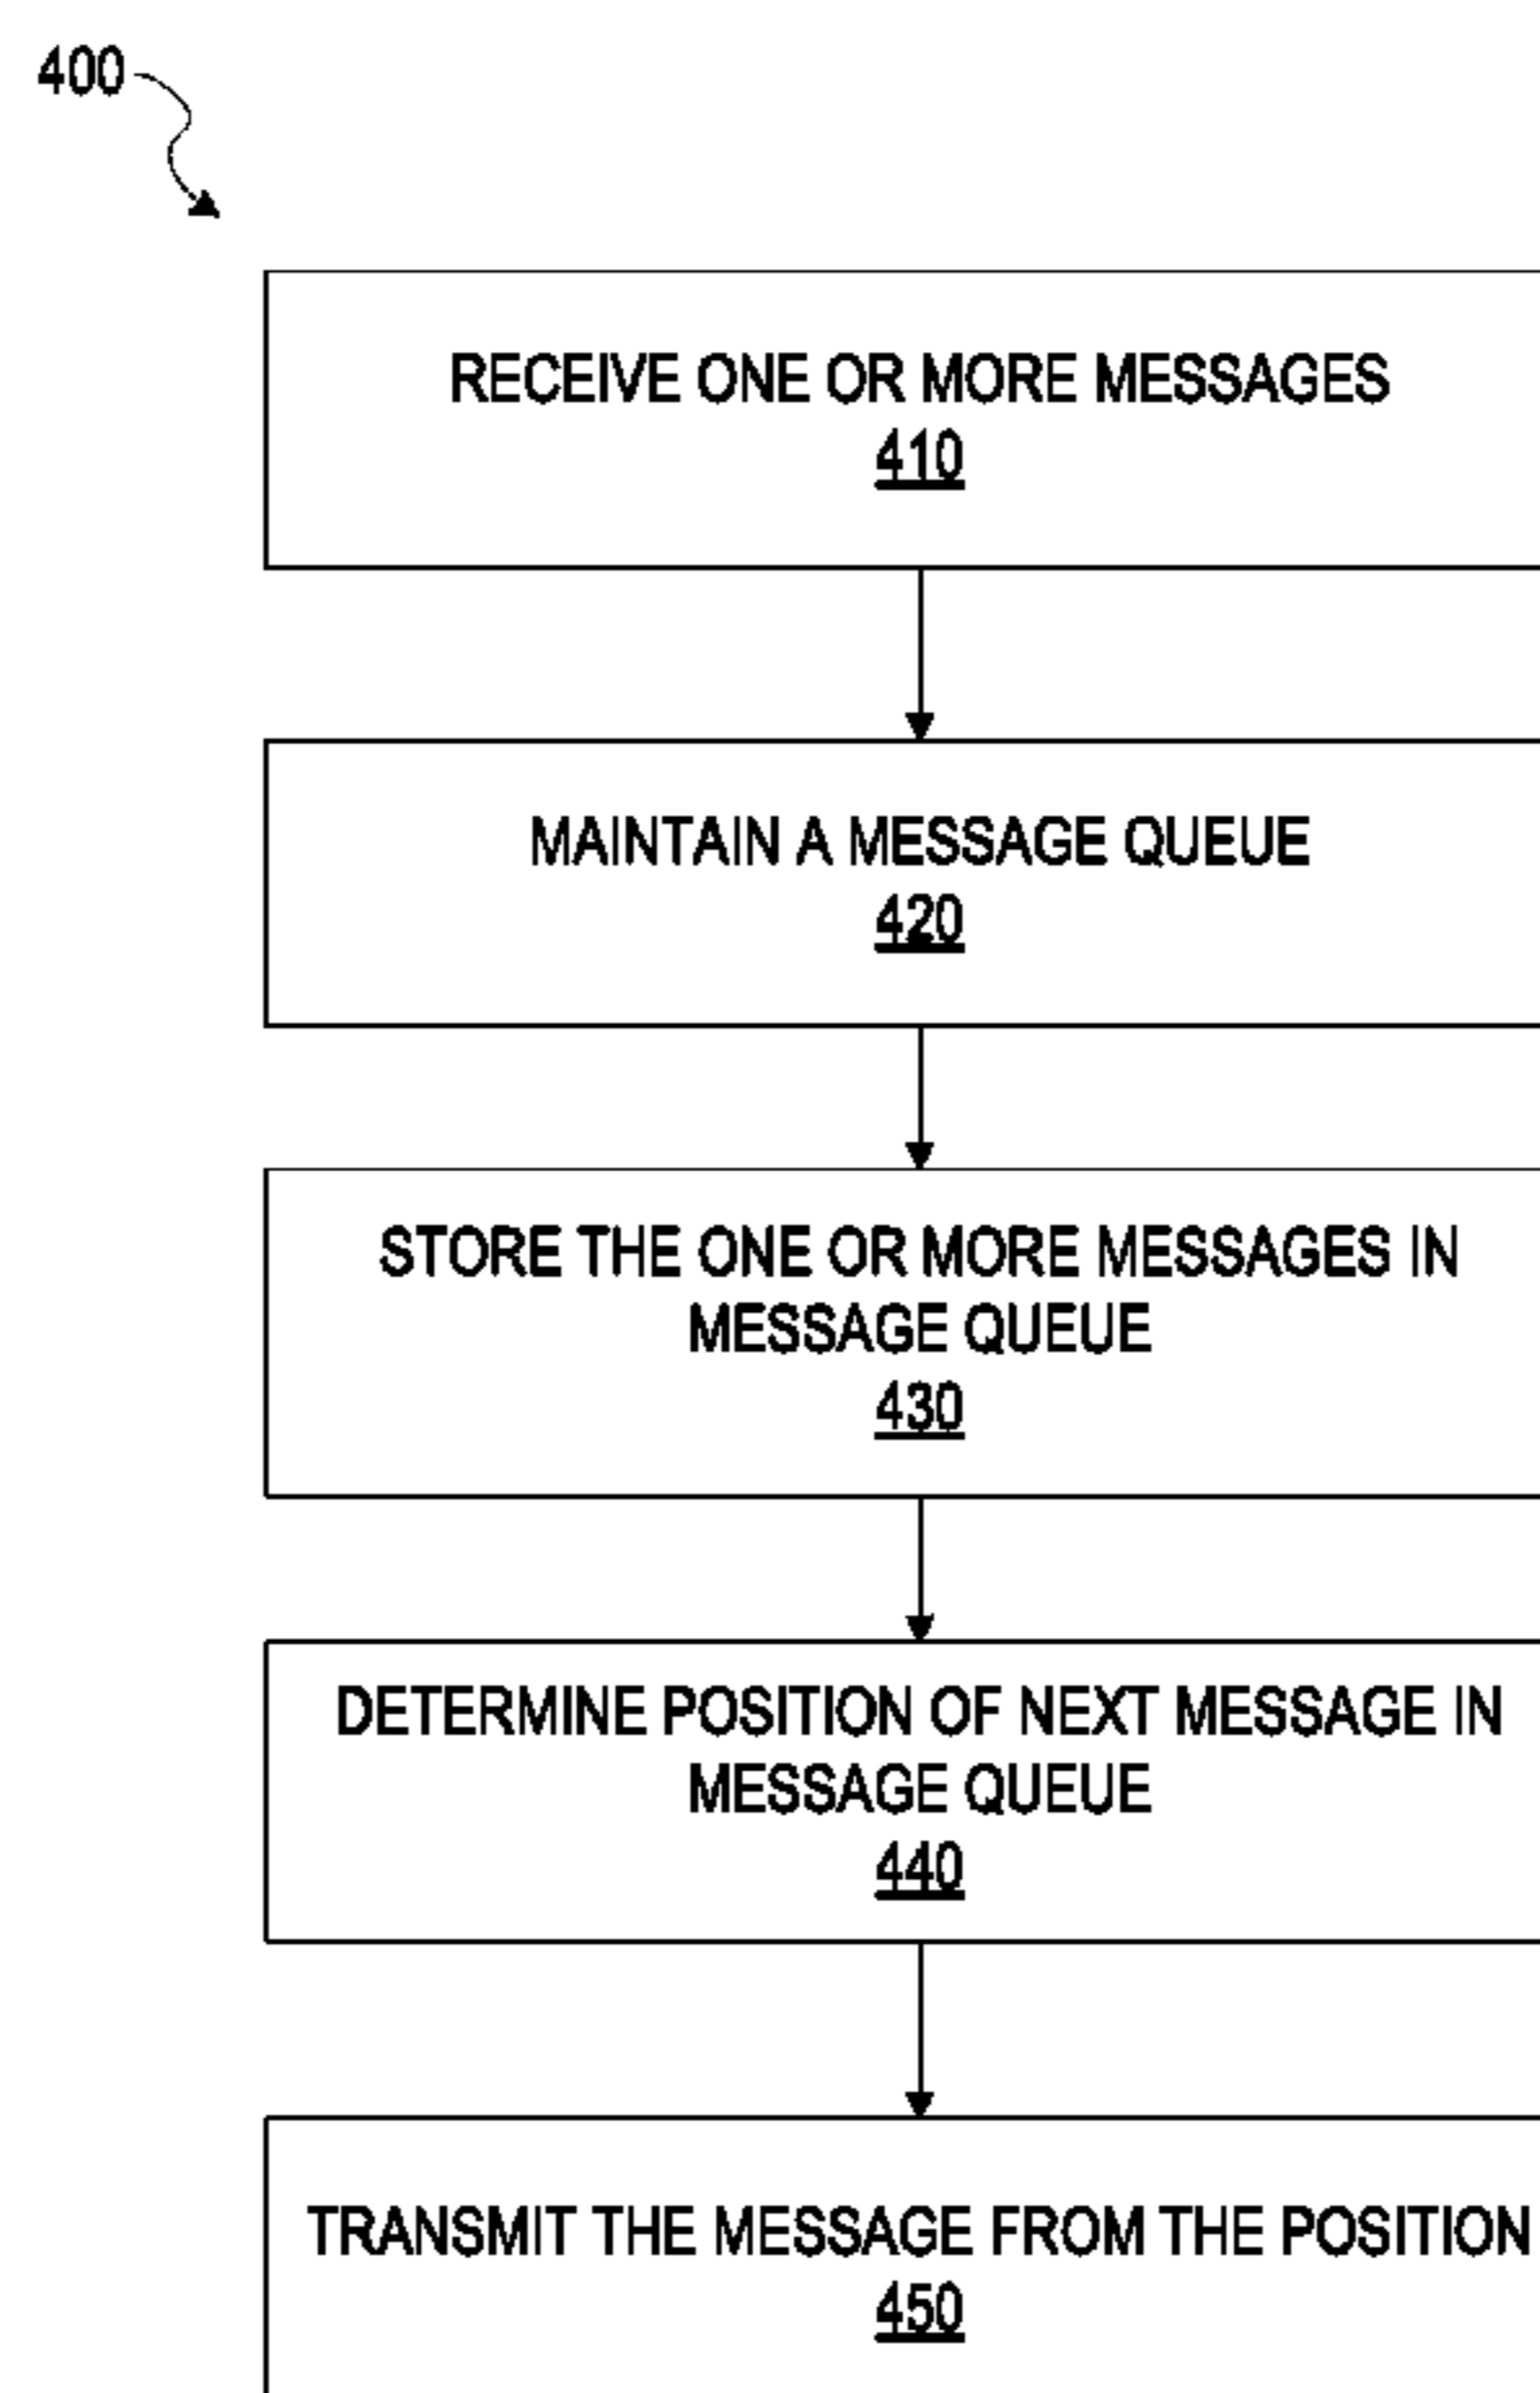 400
RECEIVE ONE OR MORE MESSAGES
410
MAINTAIN A MESSAGE QUEUE
420
STORE THE ONE OR MORE MESSAGES IN
MESSAGE QUEUE
430
DETERMINE POSITION OF NEXT MESSAGE IN
MESSAGE QUEUE
440
TRANSMIT THE MESSAGE FROM THE POSITION
450